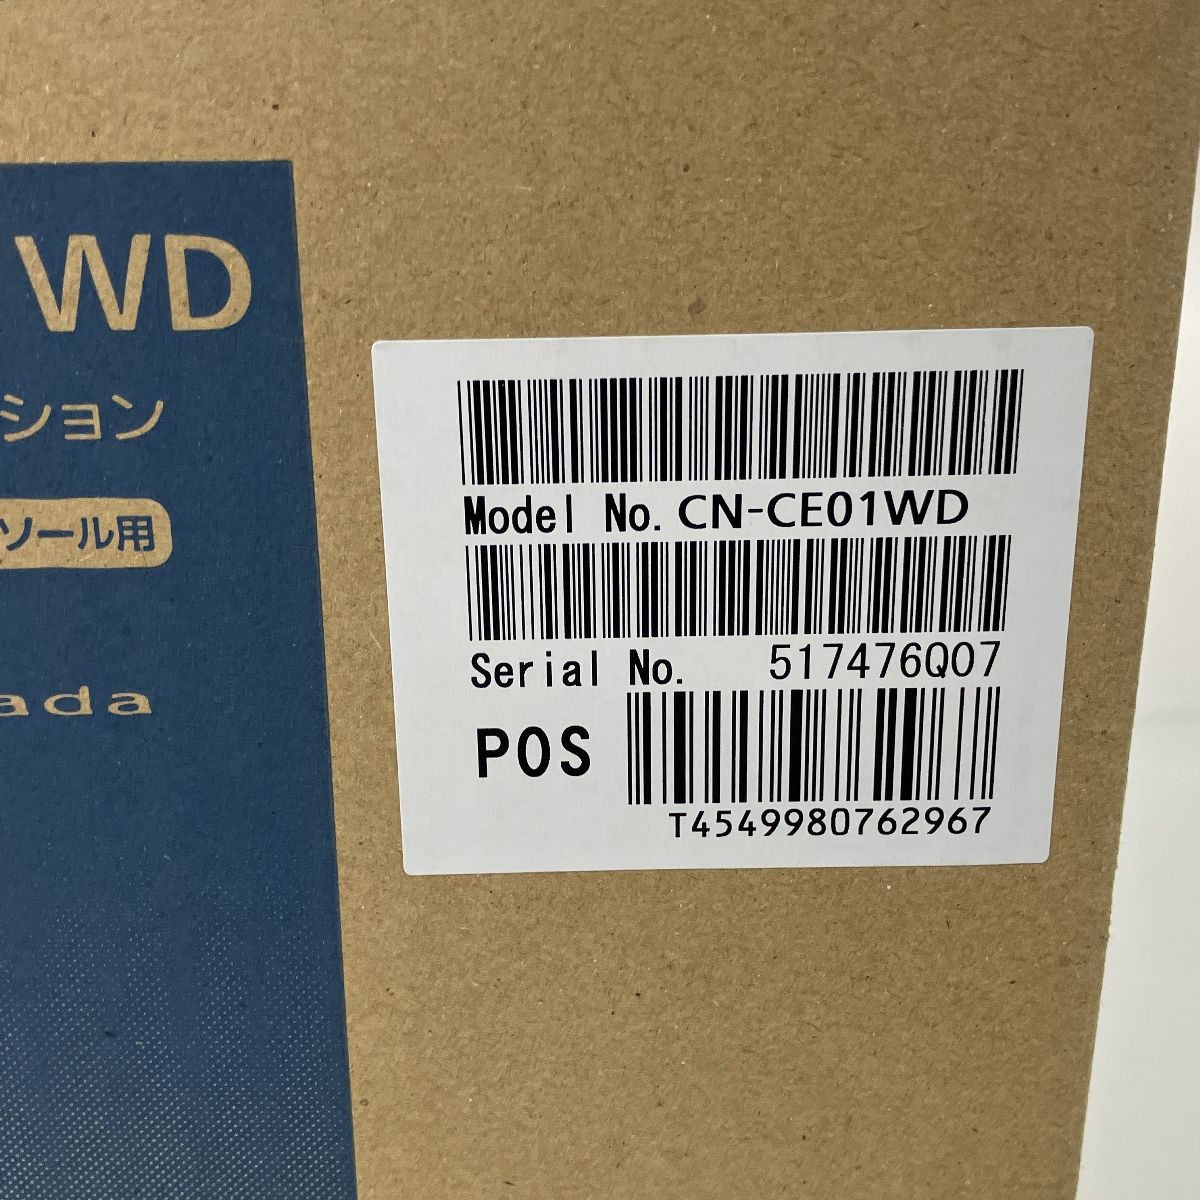 WD
ション
ソール用
ada
Model No. CN-CE01WD
Serial No. 517476Q07
POS
T4549980762967